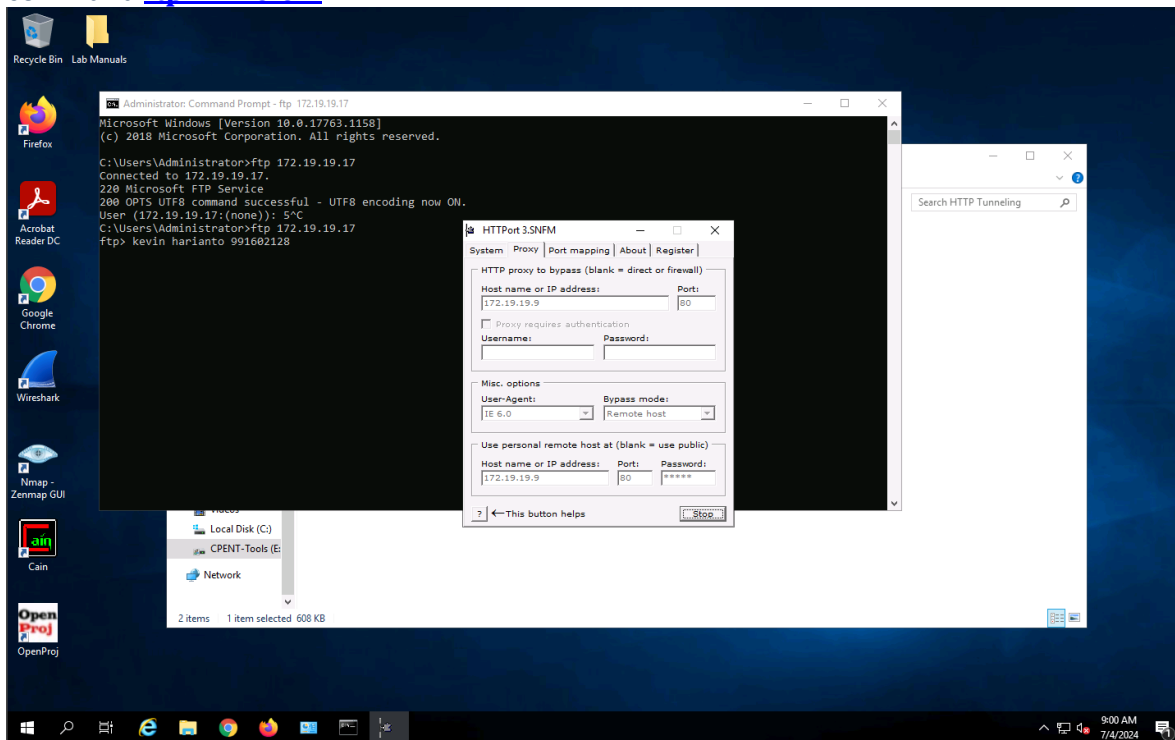 Recycle Bin
Lab Manuals
Firefox
Acrobat
Reader DC
Google
Chrome
Wireshark
Nmap -
Zenmap GUI
ain
Cain
Open
Proj
OpenProj
Administrator: Command Prompt - ftp 172.19.19.17
Microsoft Windows [Version 10.0.17763.1158]
(c) 2018 Microsoft Corporation. All rights reserved.
C:\Users\Administrator>ftp 172.19.19.17
Connected to 172.19.19.17.
220 Microsoft FTP Service
200 OPTS UTF8 command successful - UTF8 encoding now ON.
User (172.19.19.17:(none)): 5^C
C:\Users\Administrator>ftp 172.19.19.17
ftp> kevin harianto 991602128
Search HTTP Tunneling
HTTPort 3.SNFM
System Proxy Port mapping About Register
HTTP proxy to bypass (blank = direct or firewall)
Host name or IP address: Port:
172.19.19.9 80
Proxy requires authentication
Username: Password:
Misc. options
User-Agent: Bypass mode:
IE 6.0 Remote host
Use personal remote host at (blank = use public)
Host name or IP address: Port: Password:
172.19.19.9 80 *****
? ←This button helps Stop
Local Disk (C:)
CPENT-Tools (E:
Network
2 items 1 item selected 608 KB
9:00 AM
7/4/2024